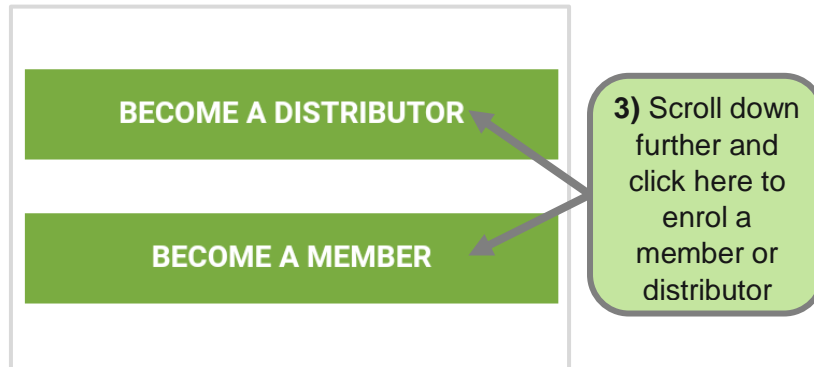 BECOME A DISTRIBUTOR
BECOME A MEMBER
3) Scroll down
further and
click here to
enrol a
member or
distributor